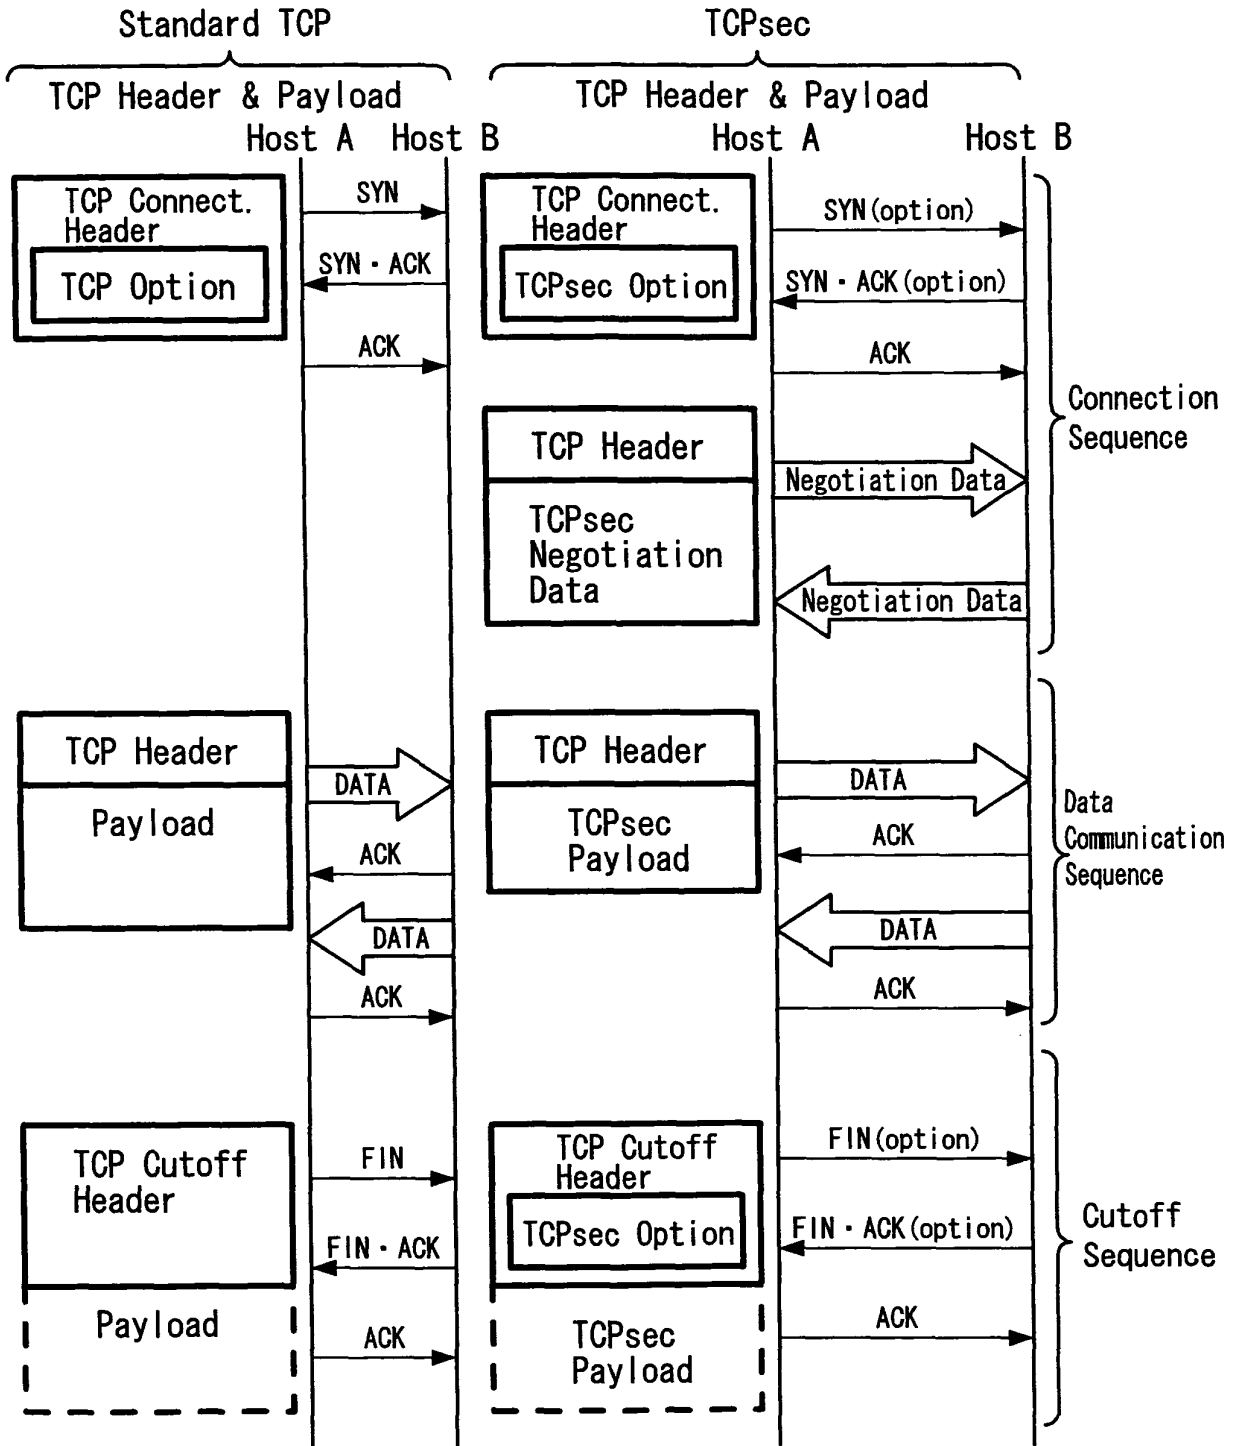 Standard TCP
TCP Header & Payload
Host A Host B
TCP Connect.
Header
TCP Option
SYN
SYN・ACK
ACK
TCP Header
Payload
DATA
ACK
DATA
ACK
TCP Cutoff
Header
Payload
FIN
FIN・ACK
ACK
TCPsec
TCP Header & Payload
Host A Host B
TCP Connect.
Header
TCPsec Option
SYN(option)
SYN・ACK(option)
ACK
TCP Header
TCPsec
Negotiation
Data
Negotiation Data
Negotiation Data
Connection
Sequence
TCP Header
TCPsec
Payload
DATA
ACK
DATA
ACK
Data
Communication
Sequence
TCP Cutoff
Header
TCPsec Option
TCPsec
Payload
FIN(option)
FIN・ACK(option)
ACK
Cutoff
Sequence